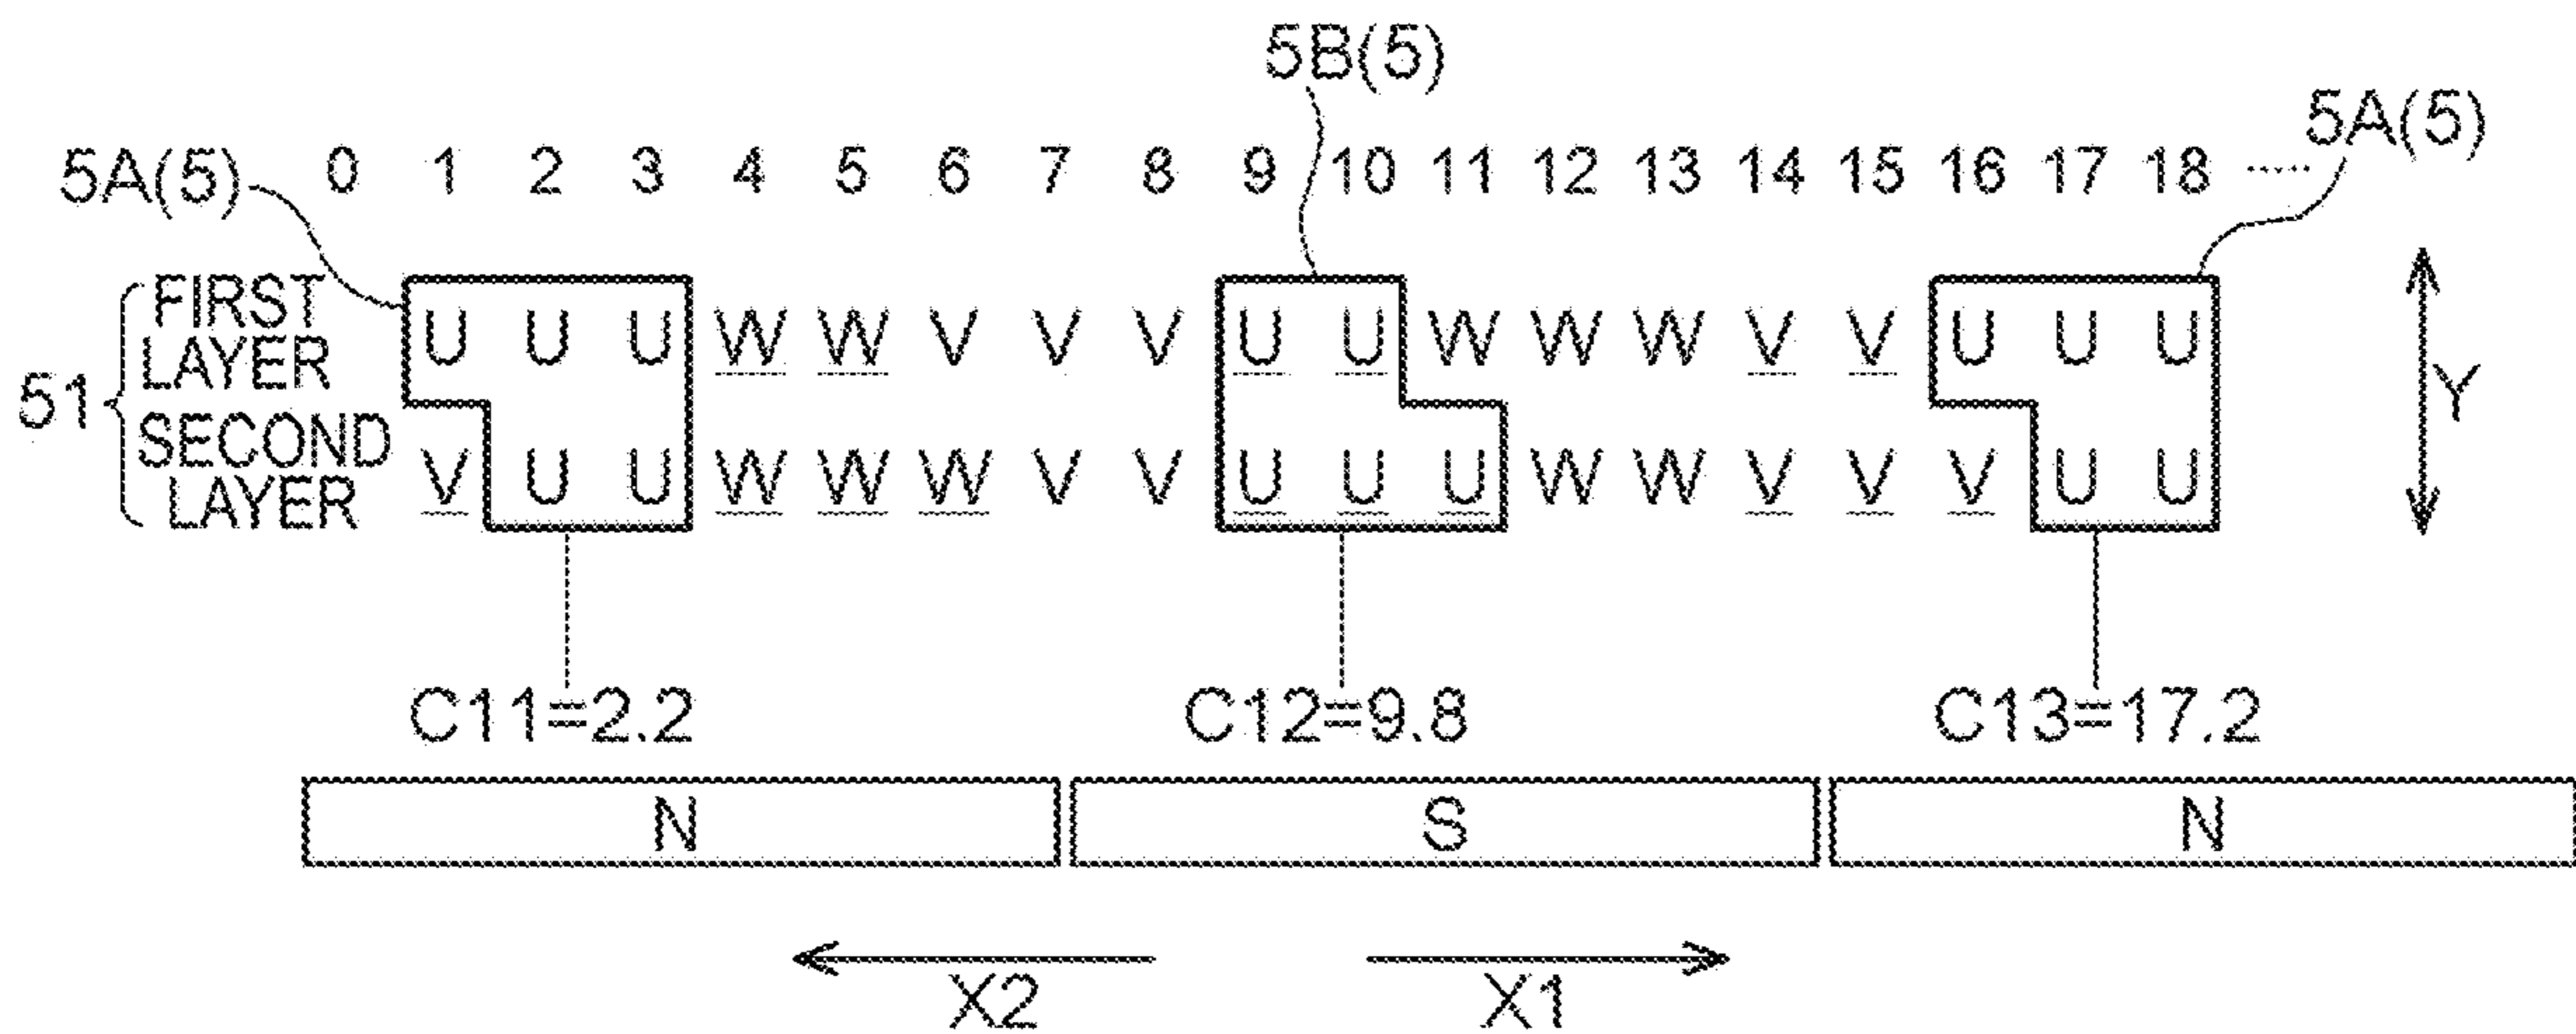 5B(5)
5A(5)
5A(5) 0 1 2 3 4 5 6 7 8 9 10 11 12 13 14 15 16 17 18 .....
FIRST
LAYER
U U U W W V V V U U W W W V V U U U
51
Y
SECOND
LAYER
V U U W W W V V U U U W W V V V U U
C11=2.2 C12=9.8 C13=17.2
N S N
X2 X1